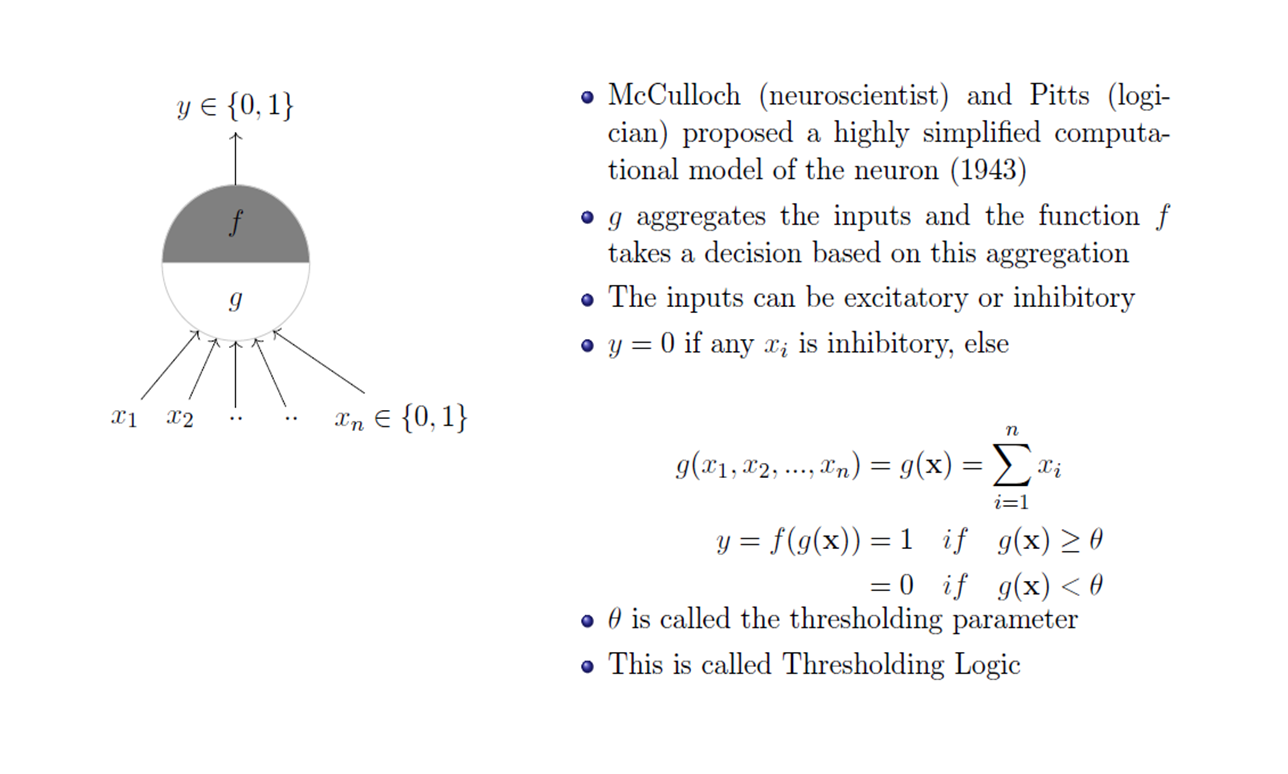 y ∈ {0, 1}
f
g
x₁ x₂ .. .. xₙ ∈ {0, 1}
McCulloch (neuroscientist) and Pitts (logi-
cian) proposed a highly simplified computa-
tional model of the neuron (1943)
g aggregates the inputs and the function f
takes a decision based on this aggregation
The inputs can be excitatory or inhibitory
y = 0 if any xᵢ is inhibitory, else
g(x₁, x₂, ..., xₙ) = g(𝐱) = ∑ⁿᵢ₌₁ xᵢ
y = f(g(𝐱)) = 1 if g(𝐱) ≥ θ
= 0 if g(𝐱) < θ
θ is called the thresholding parameter
This is called Thresholding Logic